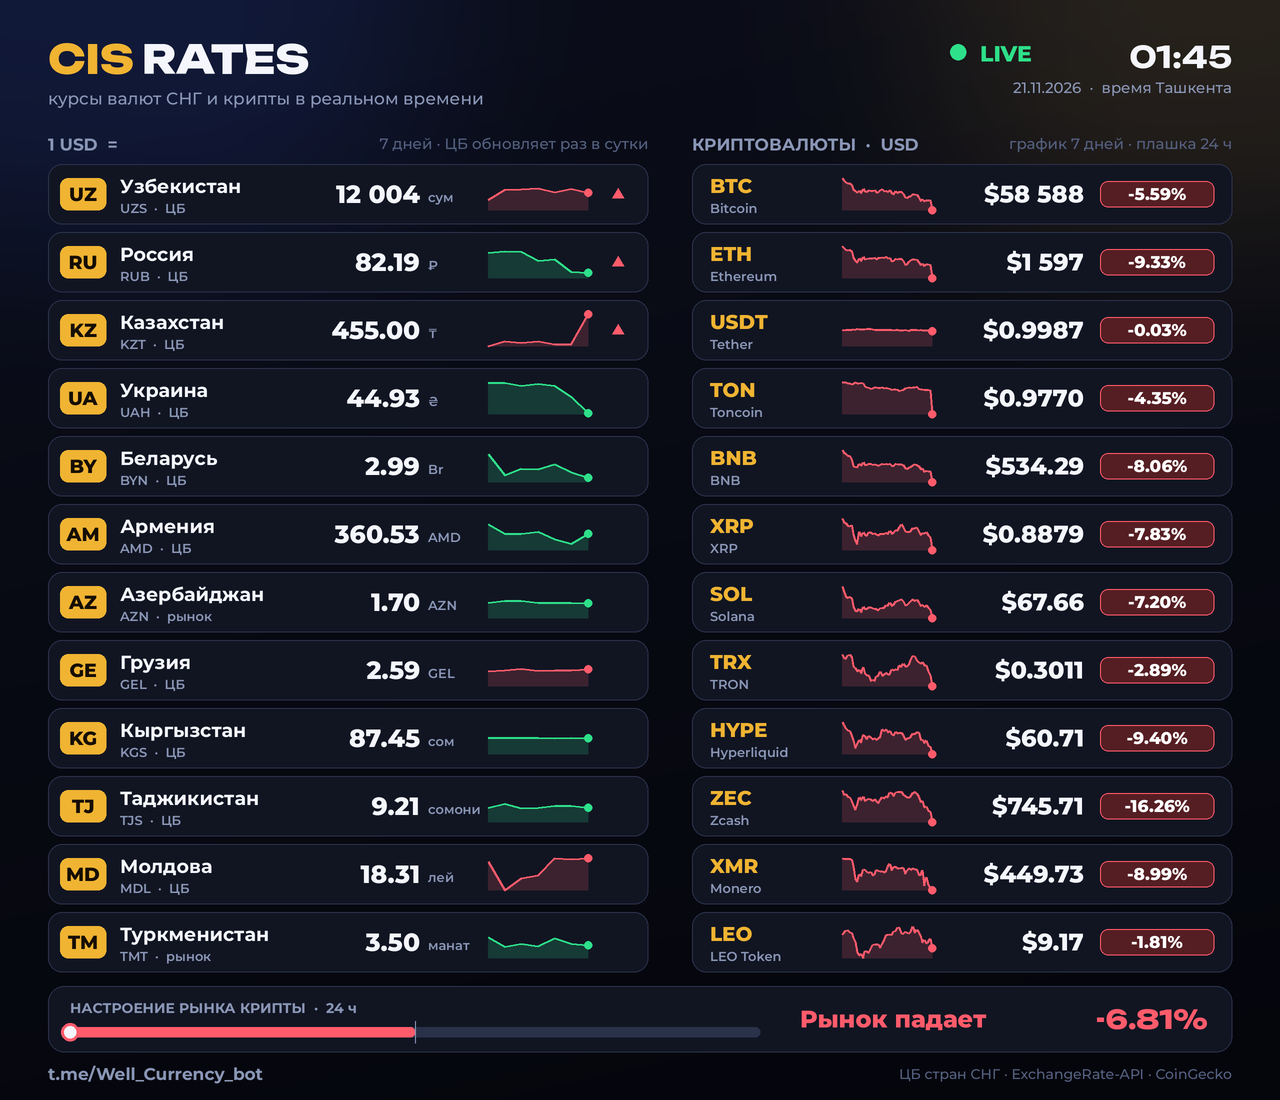 CIS RATES
LIVE
01:45
курсы валют СНГ и крипты в реальном времени
21.11.2026 · время Ташкента
1 USD =
7 дней · ЦБ обновляет раз в сутки
UZ Узбекистан 12 004 сум
UZS · ЦБ
RU Россия 82.19 ₽
RUB · ЦБ
KZ Казахстан 455.00 ₸
KZT · ЦБ
UA Украина 44.93 ₴
UAH · ЦБ
BY Беларусь 2.99 Br
BYN · ЦБ
AM Армения 360.53 AMD
AMD · ЦБ
AZ Азербайджан 1.70 AZN
AZN · рынок
GE Грузия 2.59 GEL
GEL · ЦБ
KG Кыргызстан 87.45 сом
KGS · ЦБ
TJ Таджикистан 9.21 сомони
TJS · ЦБ
MD Молдова 18.31 лей
MDL · ЦБ
TM Туркменистан 3.50 манат
TMT · рынок
КРИПТОВАЛЮТЫ · USD
график 7 дней · плашка 24 ч
BTC $58 588 -5.59%
Bitcoin
ETH $1 597 -9.33%
Ethereum
USDT $0.9987 -0.03%
Tether
TON $0.9770 -4.35%
Toncoin
BNB $534.29 -8.06%
BNB
XRP $0.8879 -7.83%
XRP
SOL $67.66 -7.20%
Solana
TRX $0.3011 -2.89%
TRON
HYPE $60.71 -9.40%
Hyperliquid
ZEC $745.71 -16.26%
Zcash
XMR $449.73 -8.99%
Monero
LEO $9.17 -1.81%
LEO Token
НАСТРОЕНИЕ РЫНКА КРИПТЫ · 24 ч
Рынок падает -6.81%
t.me/Well_Currency_bot
ЦБ стран СНГ · ExchangeRate-API · CoinGecko